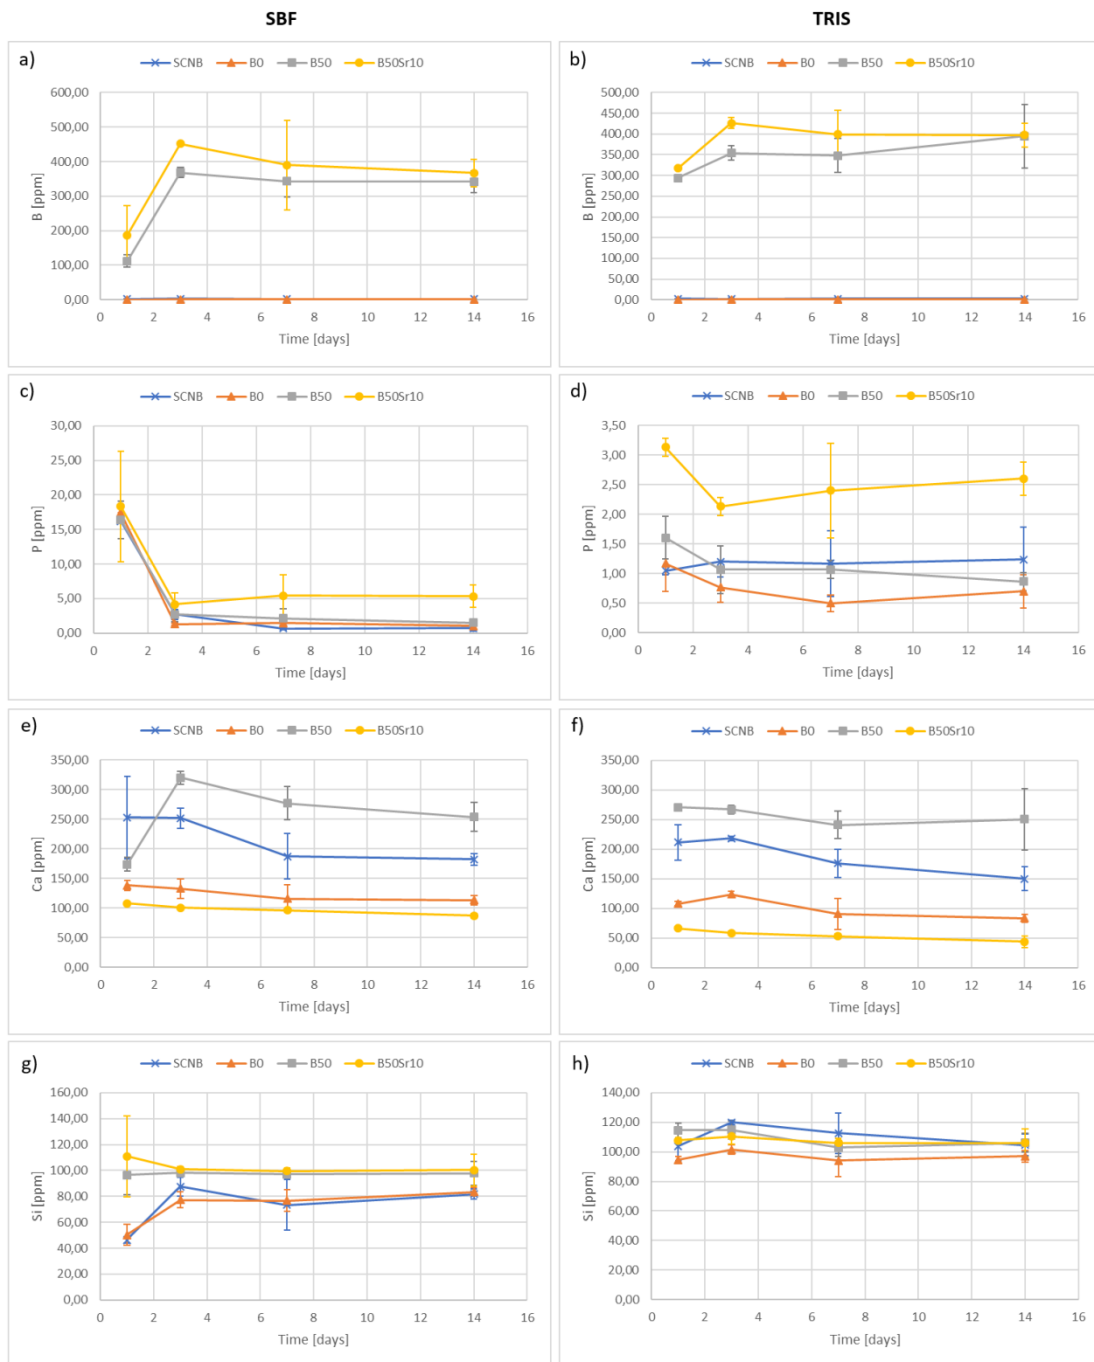 SBF
TRIS
a)
SCNB B0 B50 B50Sr10
600,00
500,00
400,00
300,00
200,00
100,00
0,00
B [ppm]
0 2 4 6 8 10 12 14 16
Time [days]
b)
SCNB B0 B50 B50Sr10
500,00
450,00
400,00
350,00
300,00
250,00
200,00
150,00
100,00
50,00
0,00
B [ppm]
0 2 4 6 8 10 12 14 16
Time [days]
c)
SCNB B0 B50 B50Sr10
30,00
25,00
20,00
15,00
10,00
5,00
0,00
P [ppm]
0 2 4 6 8 10 12 14 16
Time [days]
d)
SCNB B0 B50 B50Sr10
3,50
3,00
2,50
2,00
1,50
1,00
0,50
0,00
P [ppm]
0 2 4 6 8 10 12 14 16
Time [days]
e)
SCNB B0 B50 B50Sr10
350,00
300,00
250,00
200,00
150,00
100,00
50,00
0,00
Ca [ppm]
0 2 4 6 8 10 12 14 16
Time [days]
f)
SCNB B0 B50 B50Sr10
350,00
300,00
250,00
200,00
150,00
100,00
50,00
0,00
Ca [ppm]
0 2 4 6 8 10 12 14 16
Time [days]
g)
SCNB B0 B50 B50Sr10
160,00
140,00
120,00
100,00
80,00
60,00
40,00
20,00
0,00
Si [ppm]
0 2 4 6 8 10 12 14 16
Time [days]
h)
SCNB B0 B50 B50Sr10
140,00
120,00
100,00
80,00
60,00
40,00
20,00
0,00
Si [ppm]
0 2 4 6 8 10 12 14 16
Time [days]